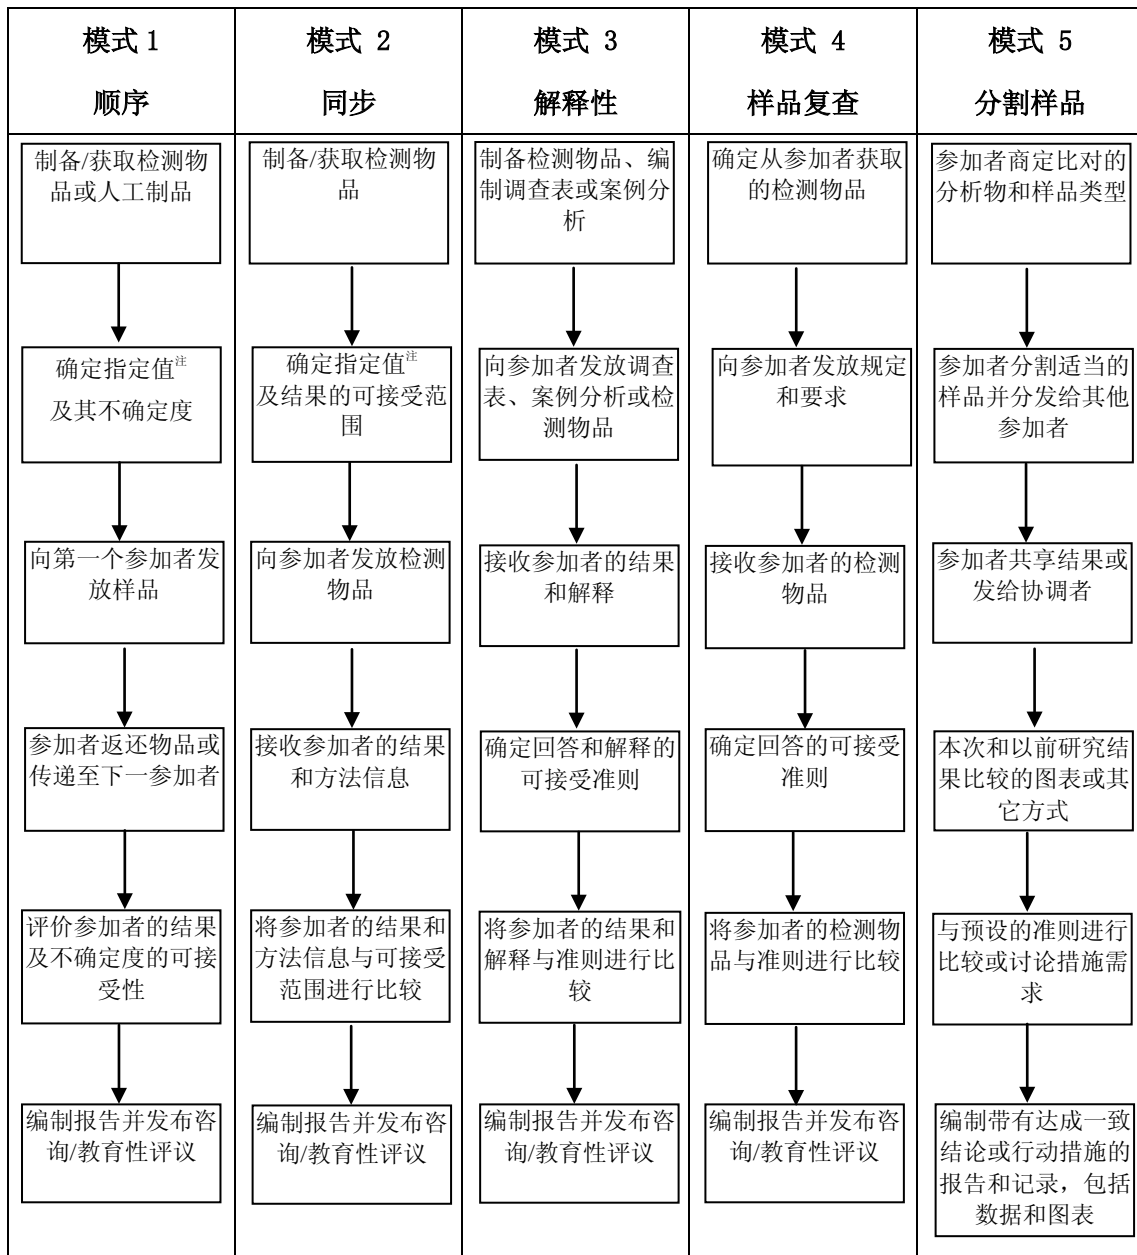 模式 1
顺序
制备/获取检测物
品或人工制品
确定指定值注
及其不确定度
向第一个参加者发
放样品
参加者返还物品或
传递至下一参加者
评价参加者的结果
及不确定度的可接
受性
编制报告并发布咨
询/教育性评议
模式 2
同步
制备/获取检测物
品
确定指定值注
及结果的可接受范
围
向参加者发放检测
物品
接收参加者的结果
和方法信息
将参加者的结果和
方法信息与可接受
范围进行比较
编制报告并发布咨
询/教育性评议
模式 3
解释性
制备检测物品、编
制调查表或案例分
析
向参加者发放调查
表、案例分析或检
测物品
接收参加者的结果
和解释
确定回答和解释的
可接受准则
将参加者的结果和
解释与准则进行比
较
编制报告并发布咨
询/教育性评议
模式 4
样品复查
确定从参加者获取
的检测物品
向参加者发放规定
和要求
接收参加者的检测
物品
确定回答的可接受
准则
将参加者的检测物
品与准则进行比较
编制报告并发布咨
询/教育性评议
模式 5
分割样品
参加者商定比对的
分析物和样品类型
参加者分割适当的
样品并分发给其他
参加者
参加者共享结果或
发给协调者
本次和以前研究结
果比较的图表或其
它方式
与预设的准则进行
比较或讨论措施需
求
编制带有达成一致
结论或行动措施的
报告和记录，包括
数据和图表